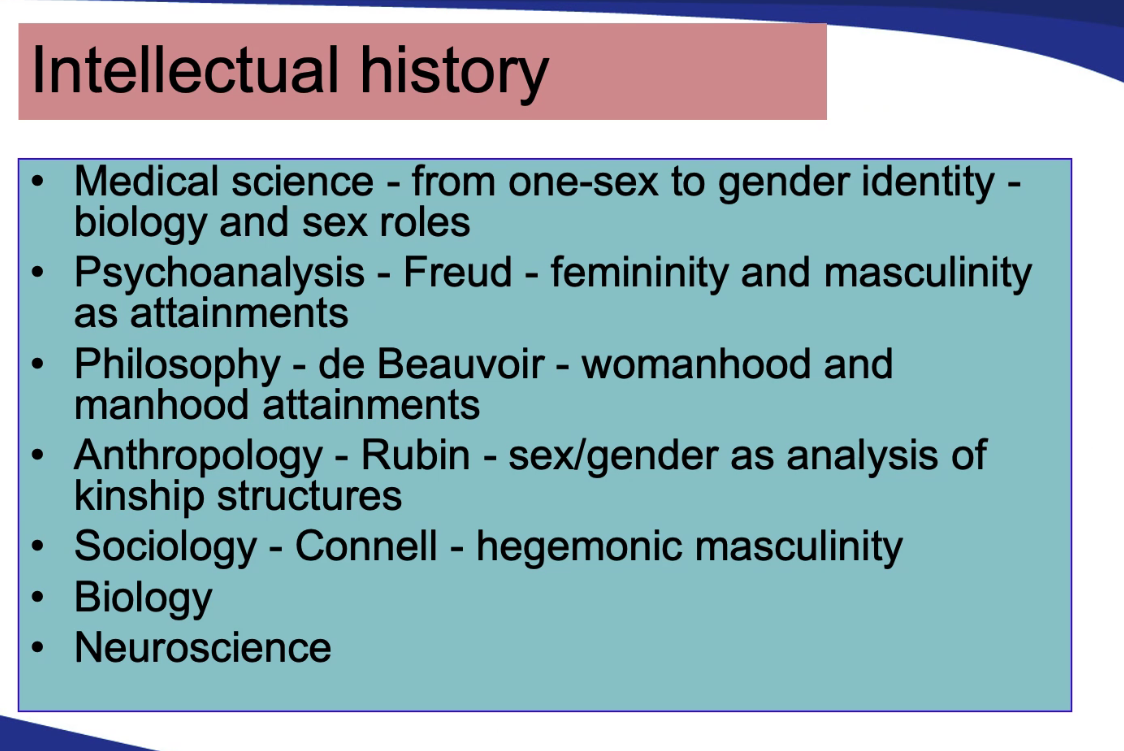 Intellectual history
• Medical science - from one-sex to gender identity -
biology and sex roles
• Psychoanalysis - Freud - femininity and masculinity
as attainments
• Philosophy - de Beauvoir - womanhood and
manhood attainments
• Anthropology - Rubin - sex/gender as analysis of
kinship structures
• Sociology - Connell - hegemonic masculinity
• Biology
• Neuroscience